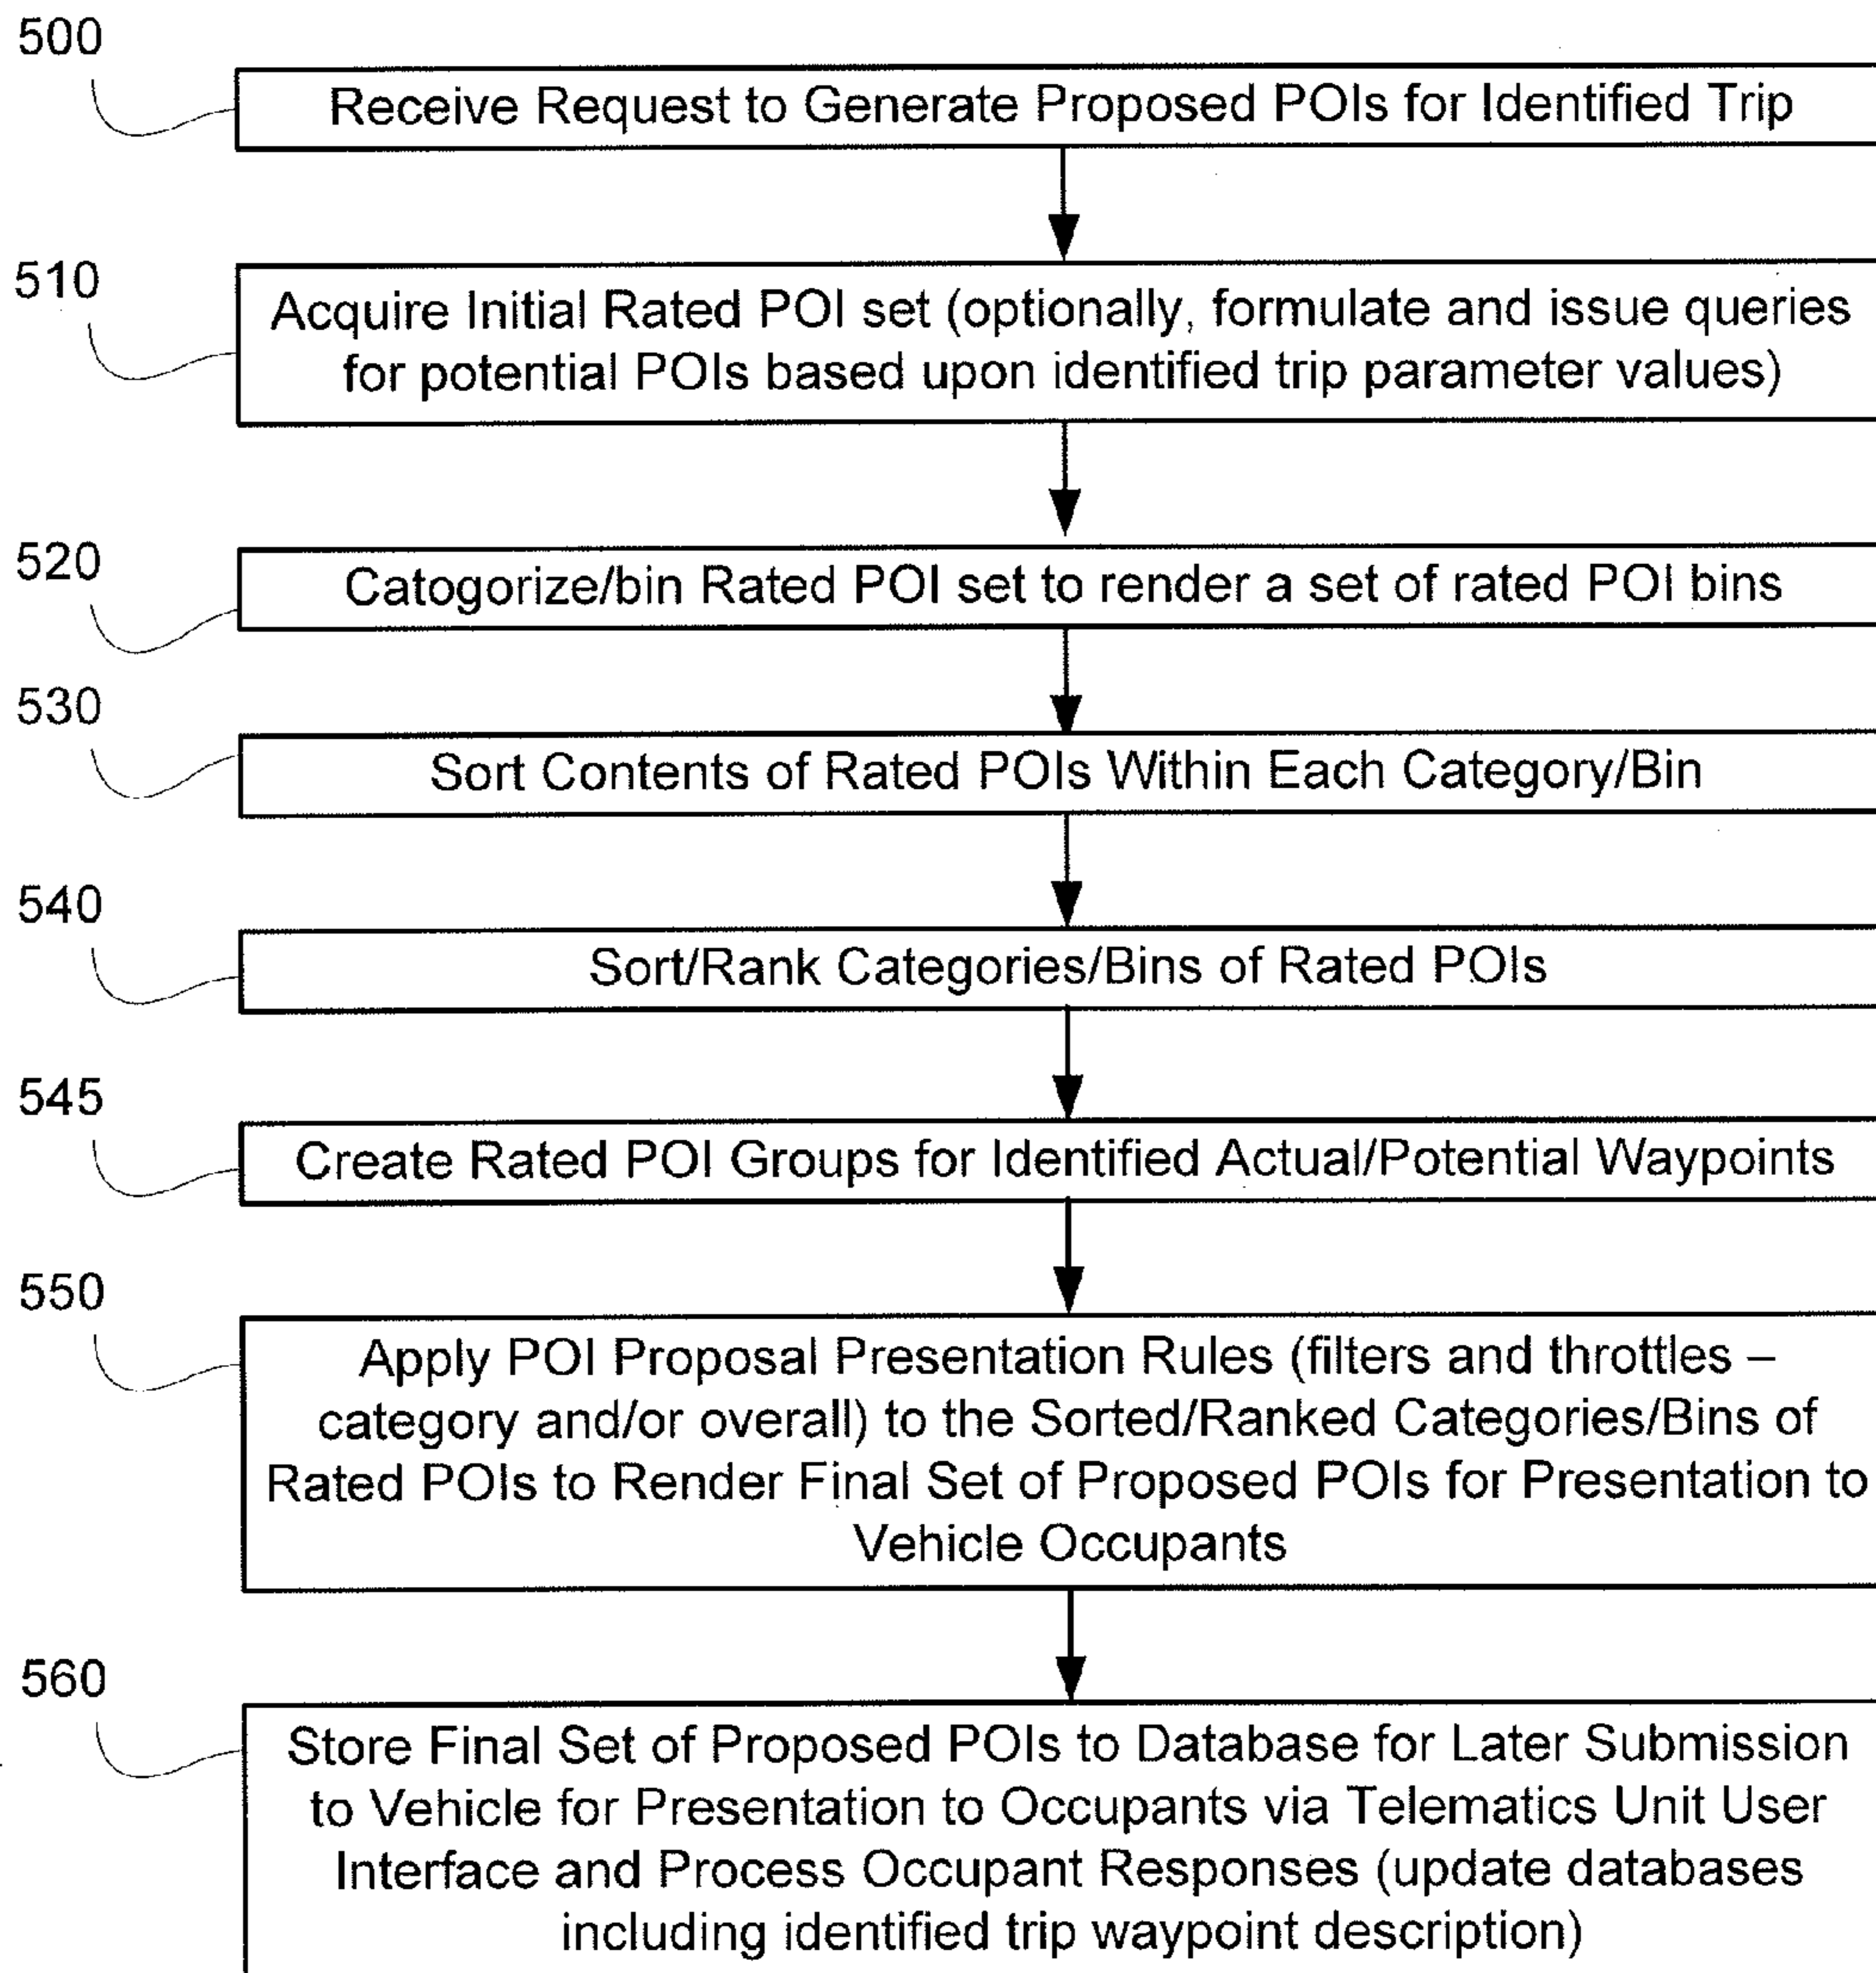 500
Receive Request to Generate Proposed POIs for Identified Trip
510
Acquire Initial Rated POI set (optionally, formulate and issue queries
for potential POIs based upon identified trip parameter values)
520
Catogorize/bin Rated POI set to render a set of rated POI bins
530
Sort Contents of Rated POIs Within Each Category/Bin
540
Sort/Rank Categories/Bins of Rated POIs
545
Create Rated POI Groups for Identified Actual/Potential Waypoints
550
Apply POI Proposal Presentation Rules (filters and throttles –
category and/or overall) to the Sorted/Ranked Categories/Bins of
Rated POIs to Render Final Set of Proposed POIs for Presentation to
Vehicle Occupants
560
Store Final Set of Proposed POIs to Database for Later Submission
to Vehicle for Presentation to Occupants via Telematics Unit User
Interface and Process Occupant Responses (update databases
including identified trip waypoint description)